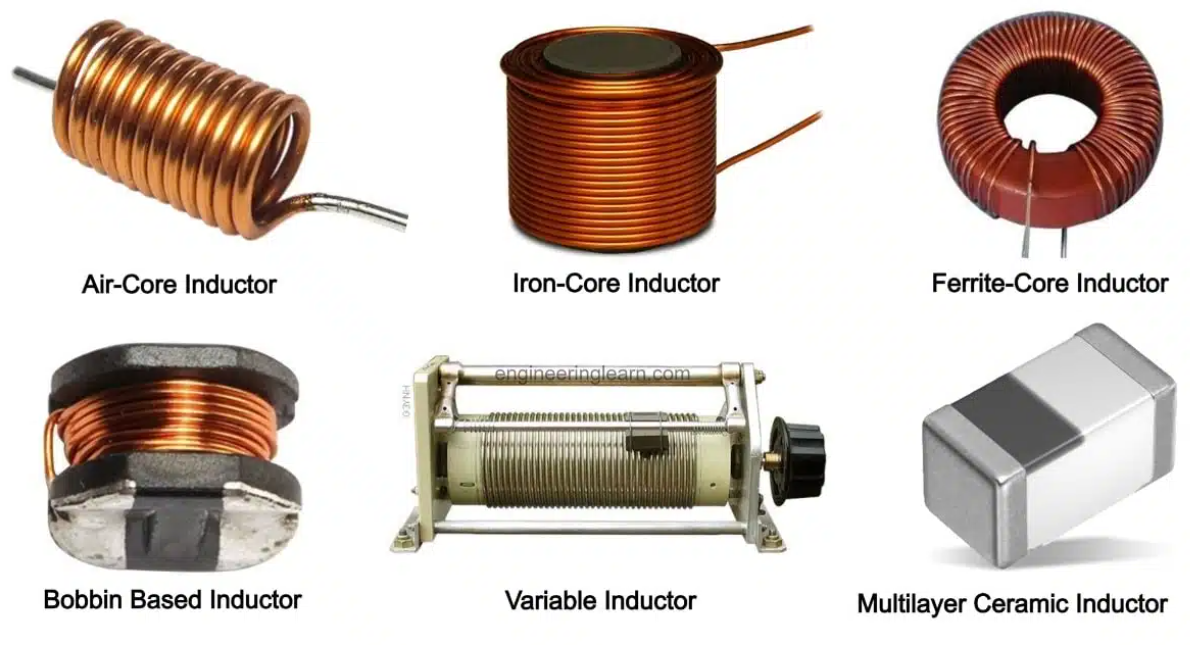 Air-Core Inductor
Iron-Core Inductor
Ferrite-Core Inductor
engineeringlearn.com
©3YNH
Bobbin Based Inductor
Variable Inductor
Multilayer Ceramic Inductor